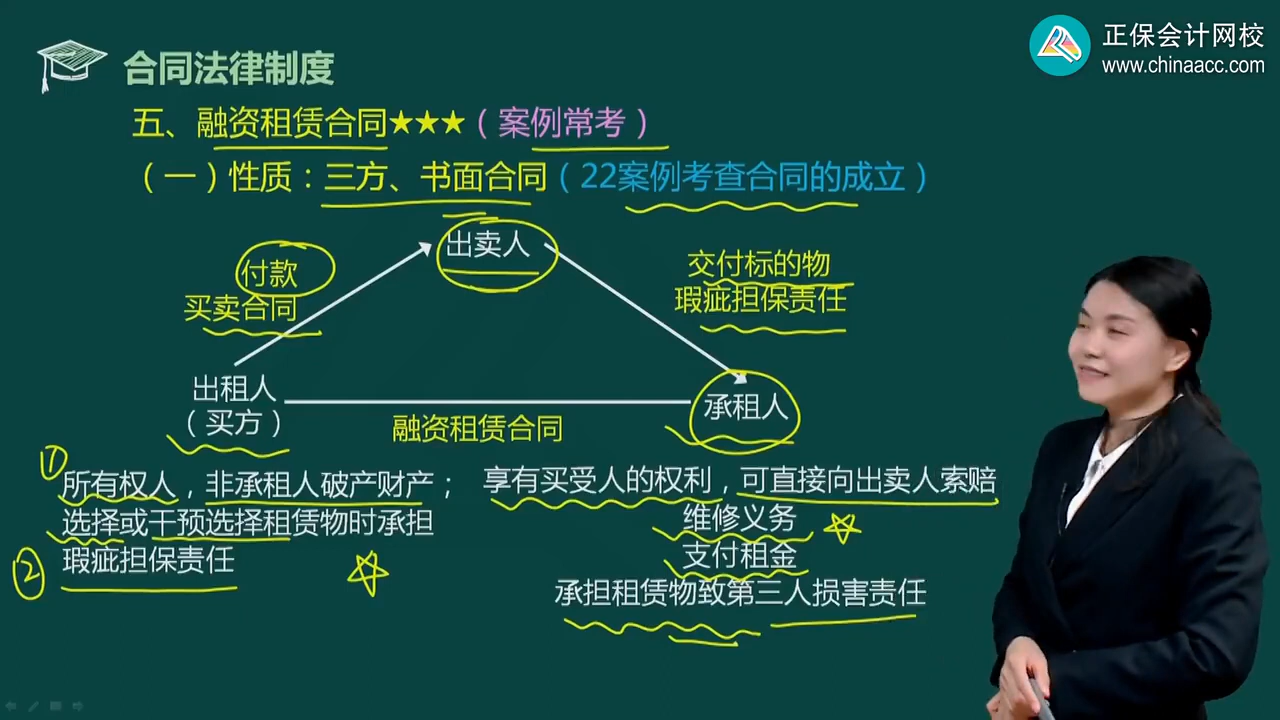 正保会计网校
www.chinaacc.com
合同法律制度
五、融资租赁合同★★★（案例常考）
（一）性质：三方、书面合同（22案例考查合同的成立）
出卖人
付款
买卖合同
交付标的物
瑕疵担保责任
出租人
（买方）
融资租赁合同
承租人
①
所有权人，非承租人破产财产；
选择或干预选择租赁物时承担
② 瑕疵担保责任
享有买受人的权利，可直接向出卖人索赔
维修义务
支付租金
承担租赁物致第三人损害责任